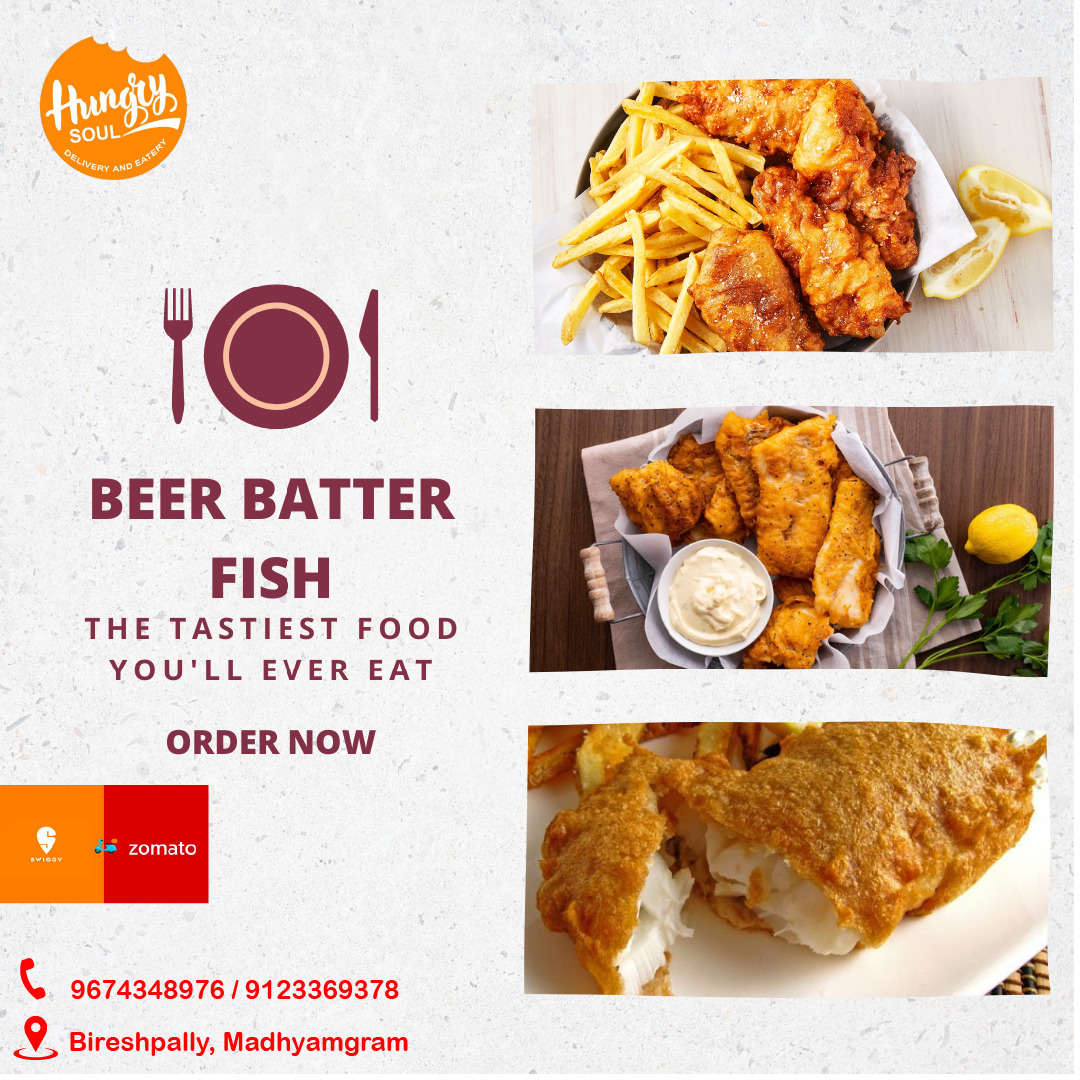 Hungry
SOUL
DELIVERY AND EATERY
BEER BATTER
FISH
THE TASTIEST FOOD
YOU'LL EVER EAT
ORDER NOW
SWIGGY
zomato
9674348976 / 9123369378
Bireshpally, Madhyamgram